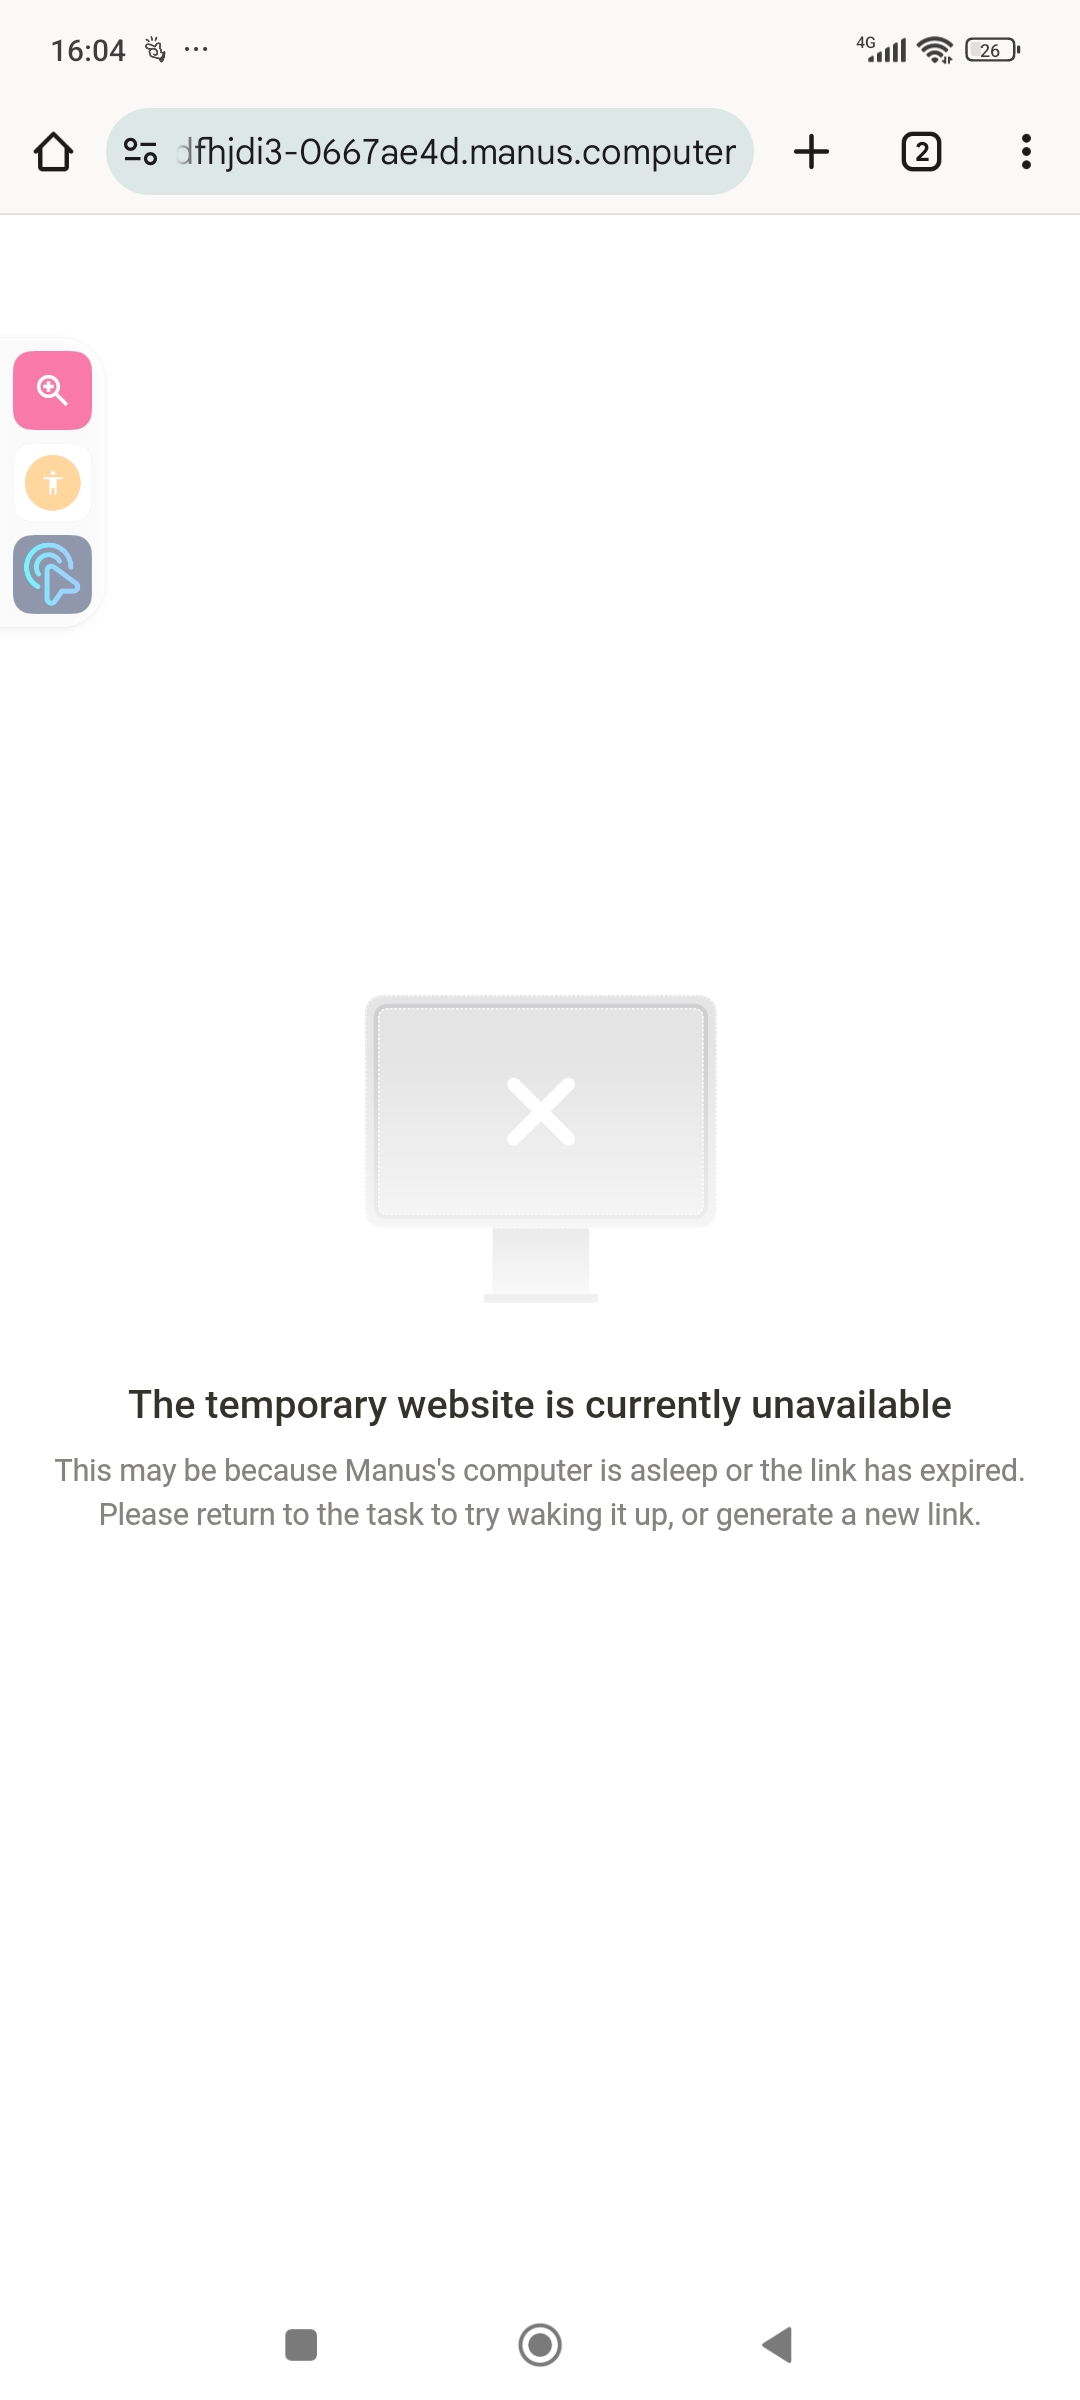 16:04 ... 4G 26
dfhjdi3-0667ae4d.manus.computer 2
The temporary website is currently unavailable
This may be because Manus's computer is asleep or the link has expired.
Please return to the task to try waking it up, or generate a new link.